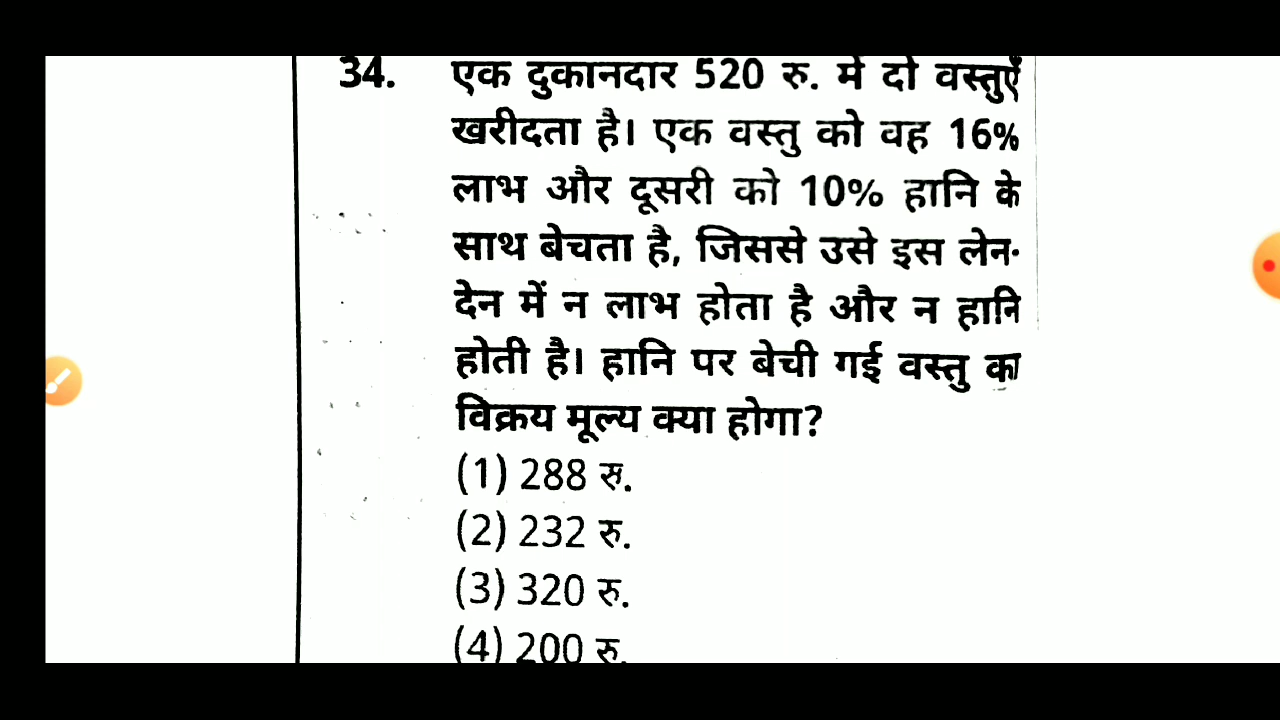 34. एक दुकानदार 520 रु. में दो वस्तुएँ
खरीदता है। एक वस्तु को वह 16%
लाभ और दूसरी को 10% हानि के
साथ बेचता है, जिससे उसे इस लेन-
देन में न लाभ होता है और न हानि
होती है। हानि पर बेची गई वस्तु का
विक्रय मूल्य क्या होगा?
(1) 288 रु.
(2) 232 रु.
(3) 320 रु.
(4) 200 रु.